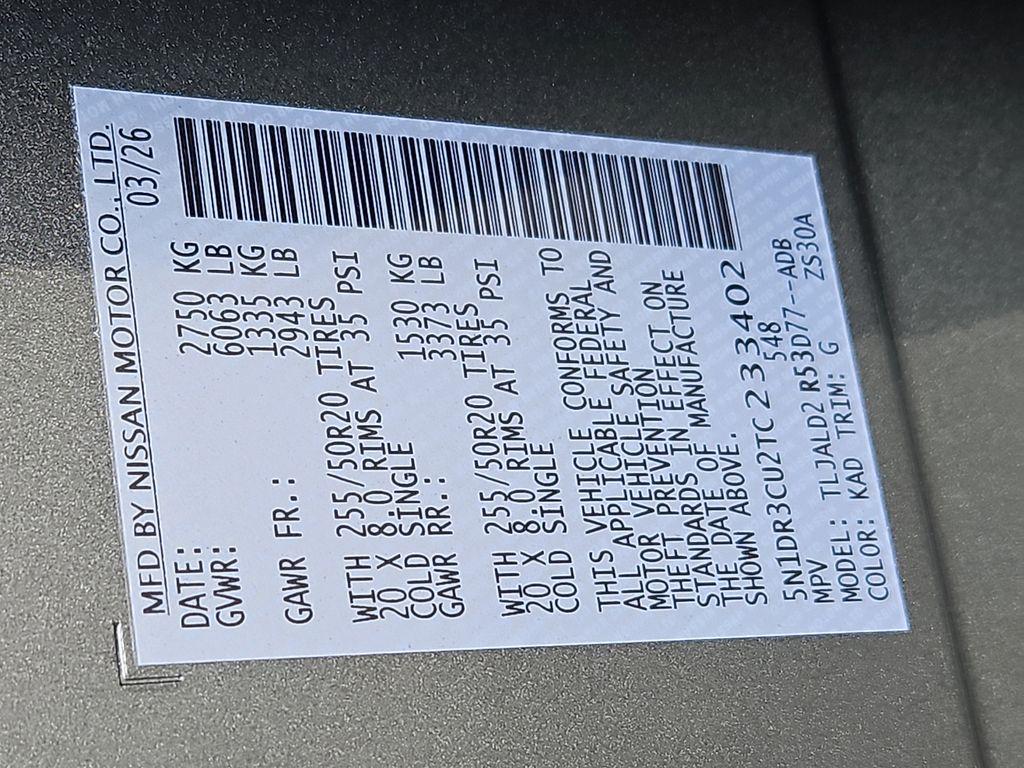 MFD BY NISSAN MOTOR CO., LTD.
DATE: 03/26
GVWR: 2750 KG
6063 LB
GAWR FR.: 1335 KG
2943 LB
WITH 255/50R20 TIRES
20 X 8.0 RIMS AT 35 PSI
COLD SINGLE
GAWR RR.: 1530 KG
3373 LB
WITH 255/50R20 TIRES
20 X 8.0 RIMS AT 35 PSI
COLD SINGLE
THIS VEHICLE CONFORMS TO
ALL APPLICABLE FEDERAL
MOTOR VEHICLE SAFETY AND
THEFT PREVENTION
STANDARDS IN EFFECT ON
THE DATE OF MANUFACTURE
SHOWN ABOVE.
5N1DR3CU2TC233402
MPV 548
MODEL: TLJALD2 R53D77--ADB
COLOR: KAD TRIM: G ZS30A